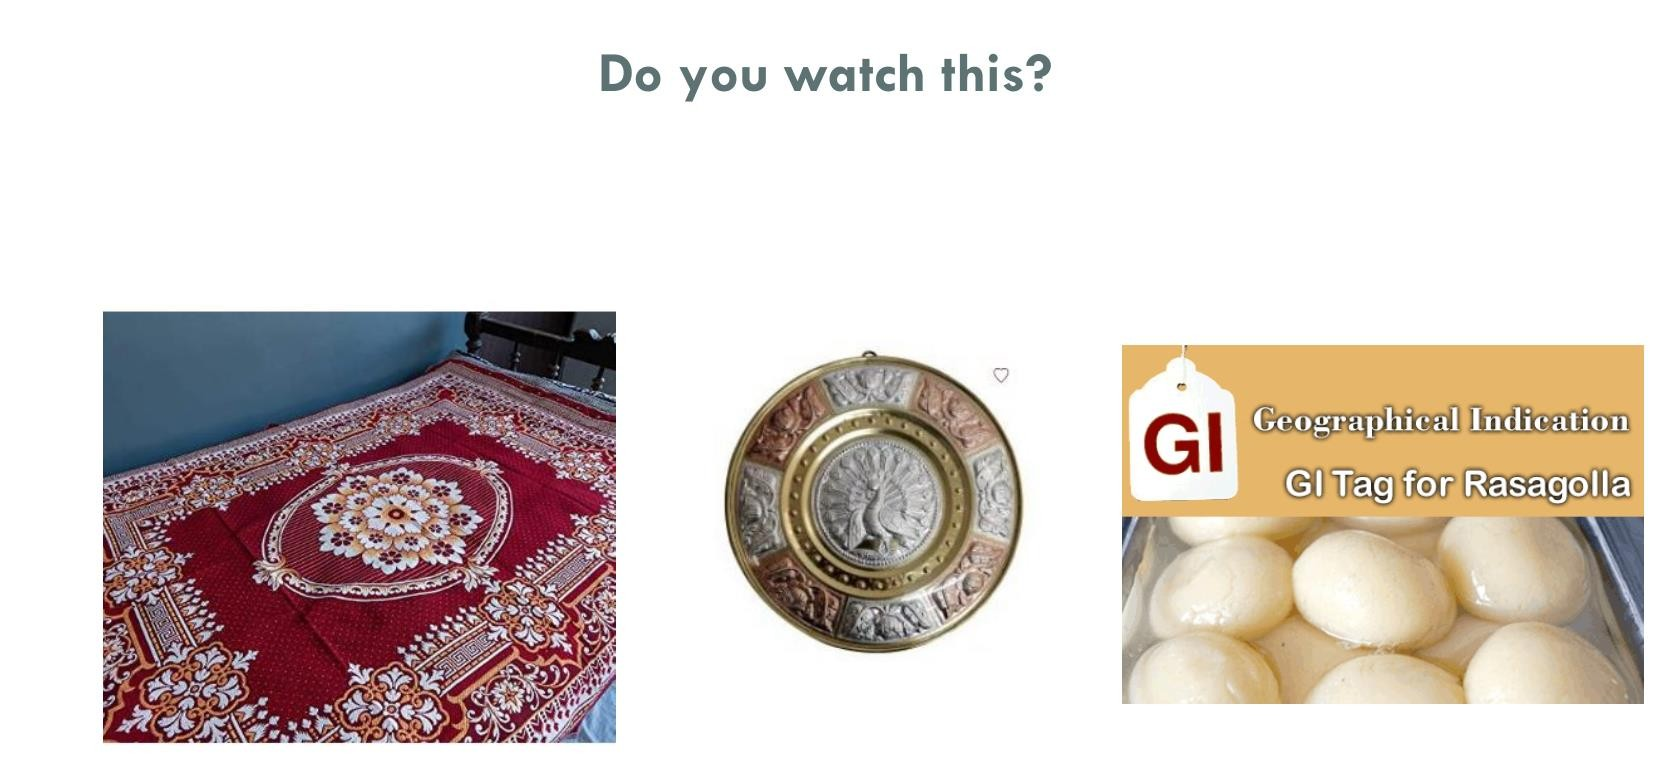 Do you watch this?
GI
Geographical Indication
GI Tag for Rasagolla